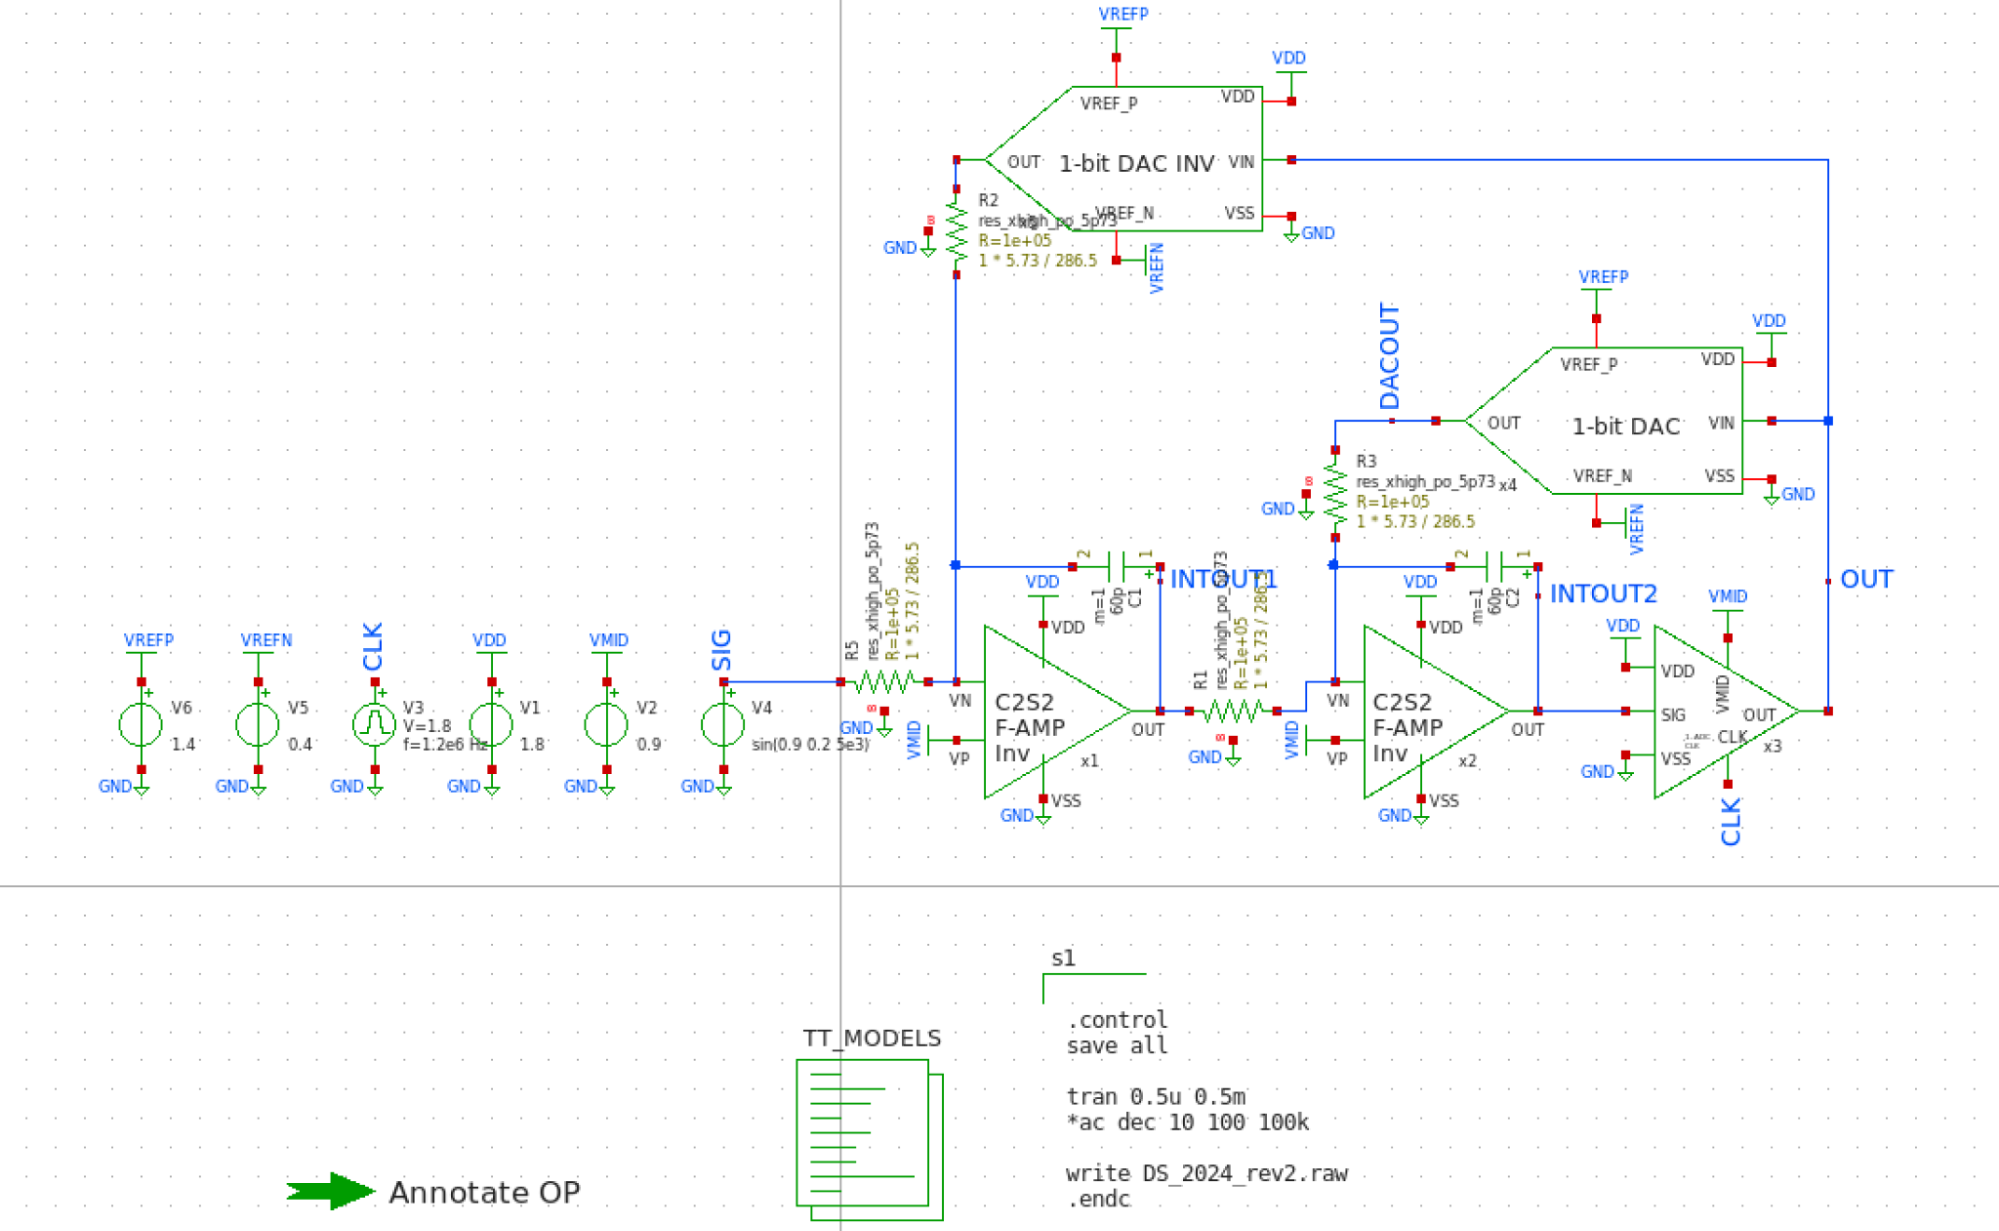 VREFP
VDD
VREF_P
VDD
OUT
1-bit DAC INV
VIN
VREF_N
VSS
GND
VREFN
R2
res_xhigh_po_5p73
R=1e+05
1 * 5.73 / 286.5
B
GND
VREFP
VDD
VREF_P
VDD
OUT
1-bit DAC
VIN
VREF_N
VSS
GND
VREFN
DACOUT
R3
res_xhigh_po_5p73
x4
R=1e+05
1 * 5.73 / 286.5
B
GND
VREFP
V6
1.4
GND
VREFN
V5
0.4
GND
CLK
V3
V=1.8
f=1.2e6 Hz
GND
VDD
V1
1.8
GND
VMID
V2
0.9
GND
SIG
V4
sin(0.9 0.2 5e3)
GND
R5
res_xhigh_po_5p73
R=1e+05
1 * 5.73 / 286.5
B
GND
VMID
2
1
+
m=1
60p
C1
INTOUT1
VDD
VDD
VN
VP
C2S2
F-AMP
Inv
OUT
x1
VSS
GND
R1
res_xhigh_po_5p73
R=1e+05
1 * 5.73 / 286.5
B
GND
VMID
2
1
+
m=1
60p
C2
INTOUT2
VDD
VDD
VN
VP
C2S2
F-AMP
Inv
OUT
x2
VSS
GND
VDD
VMID
VDD
SIG
VSS
VMID
OUT
CLK
x3
GND
CLK
OUT
s1
.control
save all
tran 0.5u 0.5m
*ac dec 10 100 100k
write DS_2024_rev2.raw
.endc
TT_MODELS
Annotate OP